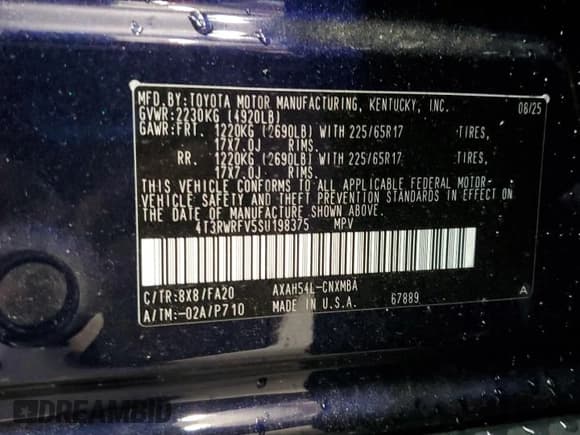 MFD.BY:TOYOTA MOTOR MANUFACTURING, KENTUCKY, INC. 08/25
GVWR:2230KG (4920LB)
GAWR:FRT. 1220KG (2690LB) WITH 225/65R17 TIRES,
17X7.0J RIMS.
RR. 1220KG (2690LB) WITH 225/65R17 TIRES,
17X7.0J RIMS.
THIS VEHICLE CONFORMS TO ALL APPLICABLE FEDERAL MOTOR-
VEHICLE SAFETY AND THEFT PREVENTION STANDARDS IN EFFECT ON
THE DATE OF MANUFACTURE SHOWN ABOVE.
4T3RWRFV5SU198375 MPV
C/TR:8X8/FA20 AXAH54L-CNXMBA
A/TM:-02A/P710 MADE IN U.S.A. 67889 A
DREAMBID